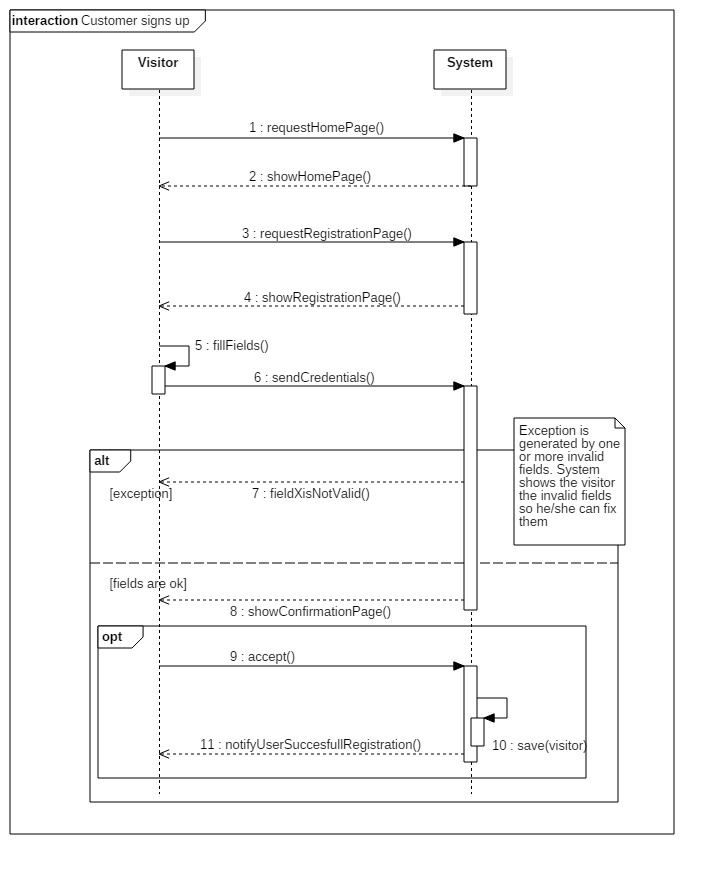 interaction Customer signs up
Visitor
System
1 : requestHomePage()
2 : showHomePage()
3 : requestRegistrationPage()
4 : showRegistrationPage()
5 : fillFields()
6 : sendCredentials()
Exception is
generated by one
or more invalid
fields. System
shows the visitor
the invalid fields
so he/she can fix
them
alt
[exception]
7 : fieldXisNotValid()
[fields are ok]
8 : showConfirmationPage()
opt
9 : accept()
11 : notifyUserSuccesfullRegistration()
10 : save(visitor)